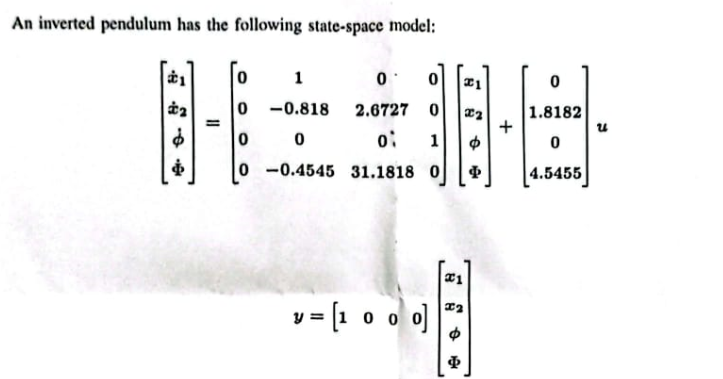 An inverted pendulum has the following state-space model:
[ẋ1] [0 1 0 0] [x1] [0]
[ẋ2] = [0 -0.818 2.6727 0] [x2] + [1.8182] u
[ϕ̇] [0 0 0 1] [ϕ] [0]
[Φ̇] [0 -0.4545 31.1818 0] [Φ] [4.5455]
y = [1 0 0 0] [x1 x2 ϕ Φ]